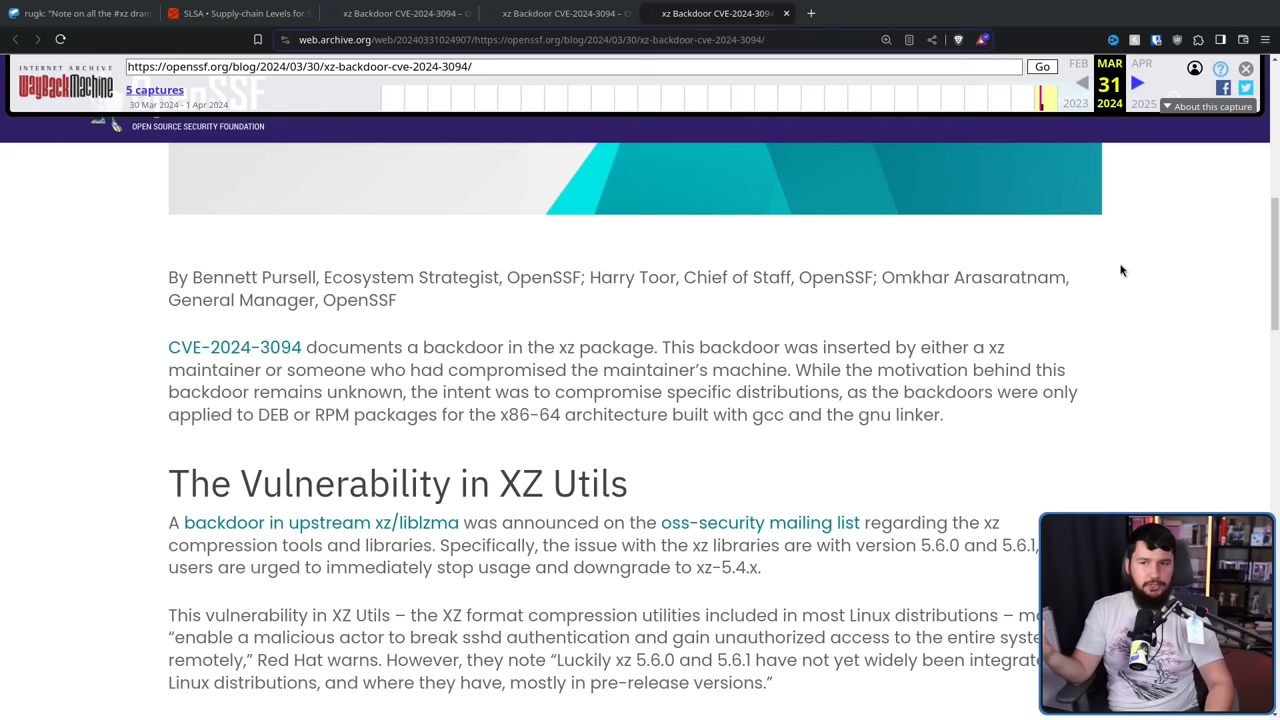 rugk: "Note on all the #xz dram
SLSA • Supply-chain Levels for S
xz Backdoor CVE-2024-3094 – O
xz Backdoor CVE-2024-3094 – O
xz Backdoor CVE-2024-3094
web.archive.org/web/20240331024907/https://openssf.org/blog/2024/03/30/xz-backdoor-cve-2024-3094/
INTERNET ARCHIVE
WayBackMachine
https://openssf.org/blog/2024/03/30/xz-backdoor-cve-2024-3094/
Go
FEB MAR APR
5 captures
31
30 Mar 2024 - 1 Apr 2024
2023 2024 2025
About this capture
OpenSSF
OPEN SOURCE SECURITY FOUNDATION
By Bennett Pursell, Ecosystem Strategist, OpenSSF; Harry Toor, Chief of Staff, OpenSSF; Omkhar Arasaratnam,
General Manager, OpenSSF
CVE-2024-3094 documents a backdoor in the xz package. This backdoor was inserted by either a xz
maintainer or someone who had compromised the maintainer's machine. While the motivation behind this
backdoor remains unknown, the intent was to compromise specific distributions, as the backdoors were only
applied to DEB or RPM packages for the x86-64 architecture built with gcc and the gnu linker.
The Vulnerability in XZ Utils
A backdoor in upstream xz/liblzma was announced on the oss-security mailing list regarding the xz
compression tools and libraries. Specifically, the issue with the xz libraries are with version 5.6.0 and 5.6.1,
users are urged to immediately stop usage and downgrade to xz-5.4.x.
This vulnerability in XZ Utils – the XZ format compression utilities included in most Linux distributions – m
“enable a malicious actor to break sshd authentication and gain unauthorized access to the entire syste
remotely,” Red Hat warns. However, they note “Luckily xz 5.6.0 and 5.6.1 have not yet widely been integrat
Linux distributions, and where they have, mostly in pre-release versions.”